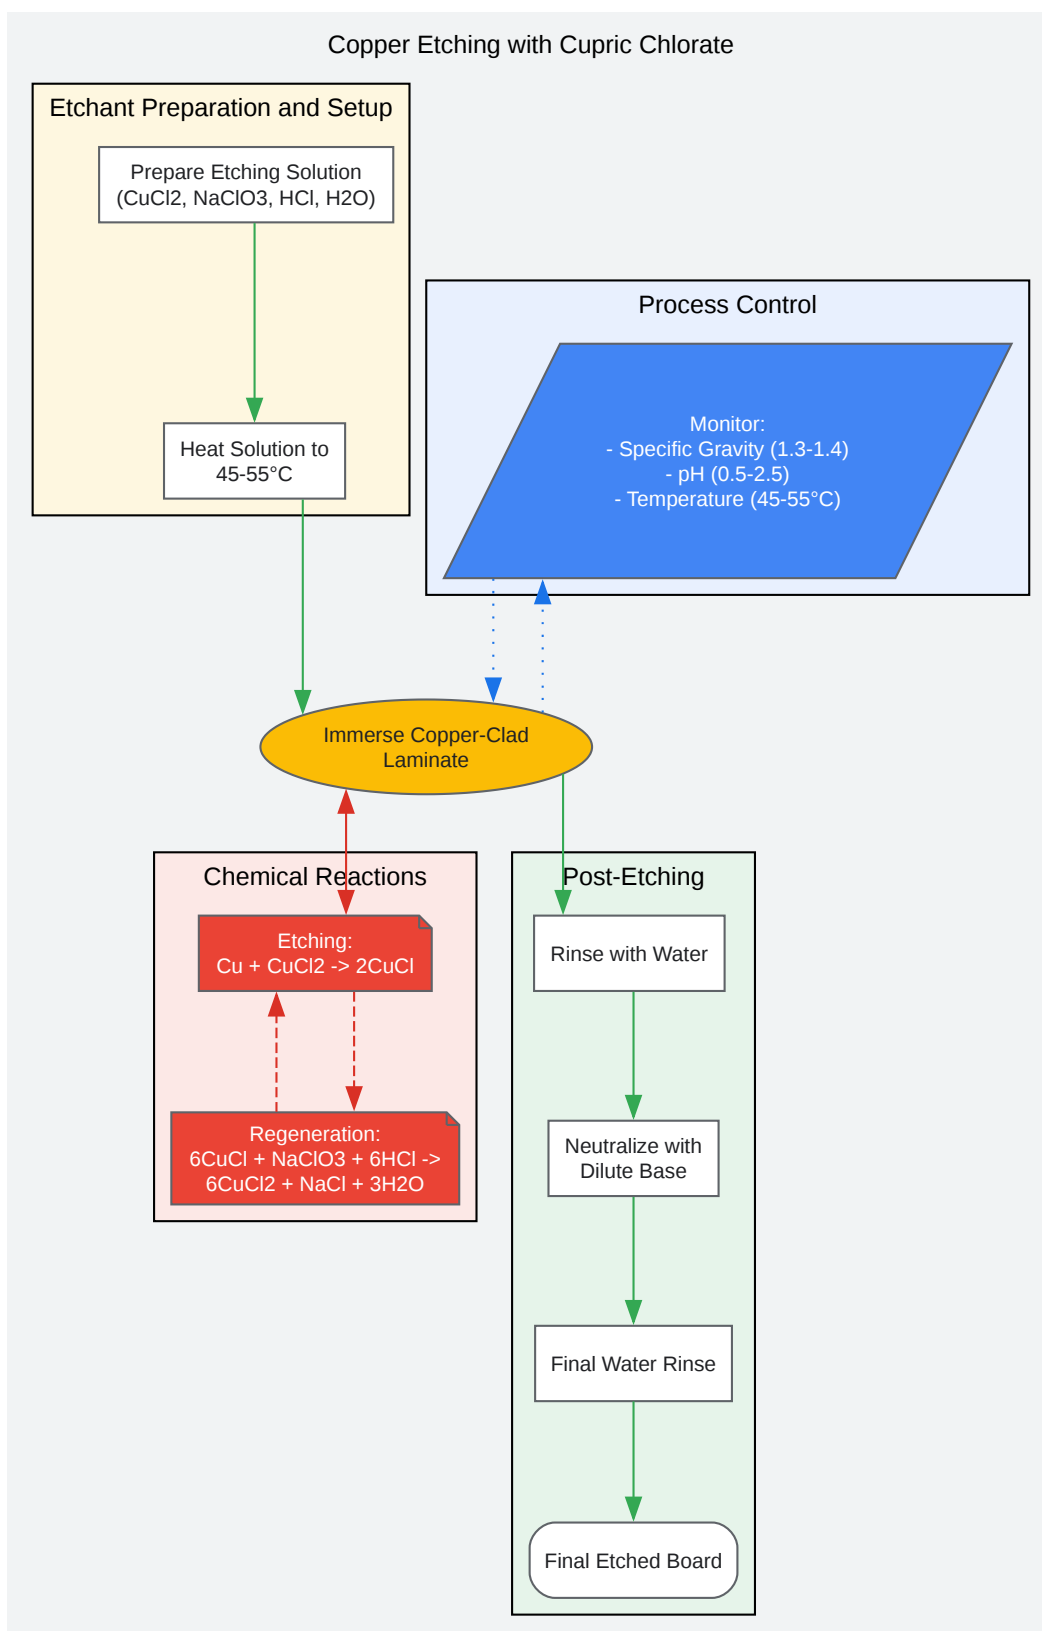 Copper Etching with Cupric Chlorate
Etchant Preparation and Setup
Prepare Etching Solution
(CuCl2, NaClO3, HCl, H2O)
Heat Solution to
45-55°C
Process Control
Monitor:
- Specific Gravity (1.3-1.4)
- pH (0.5-2.5)
- Temperature (45-55°C)
Immerse Copper-Clad
Laminate
Chemical Reactions
Etching:
Cu + CuCl2 -> 2CuCl
Regeneration:
6CuCl + NaClO3 + 6HCl ->
6CuCl2 + NaCl + 3H2O
Post-Etching
Rinse with Water
Neutralize with
Dilute Base
Final Water Rinse
Final Etched Board